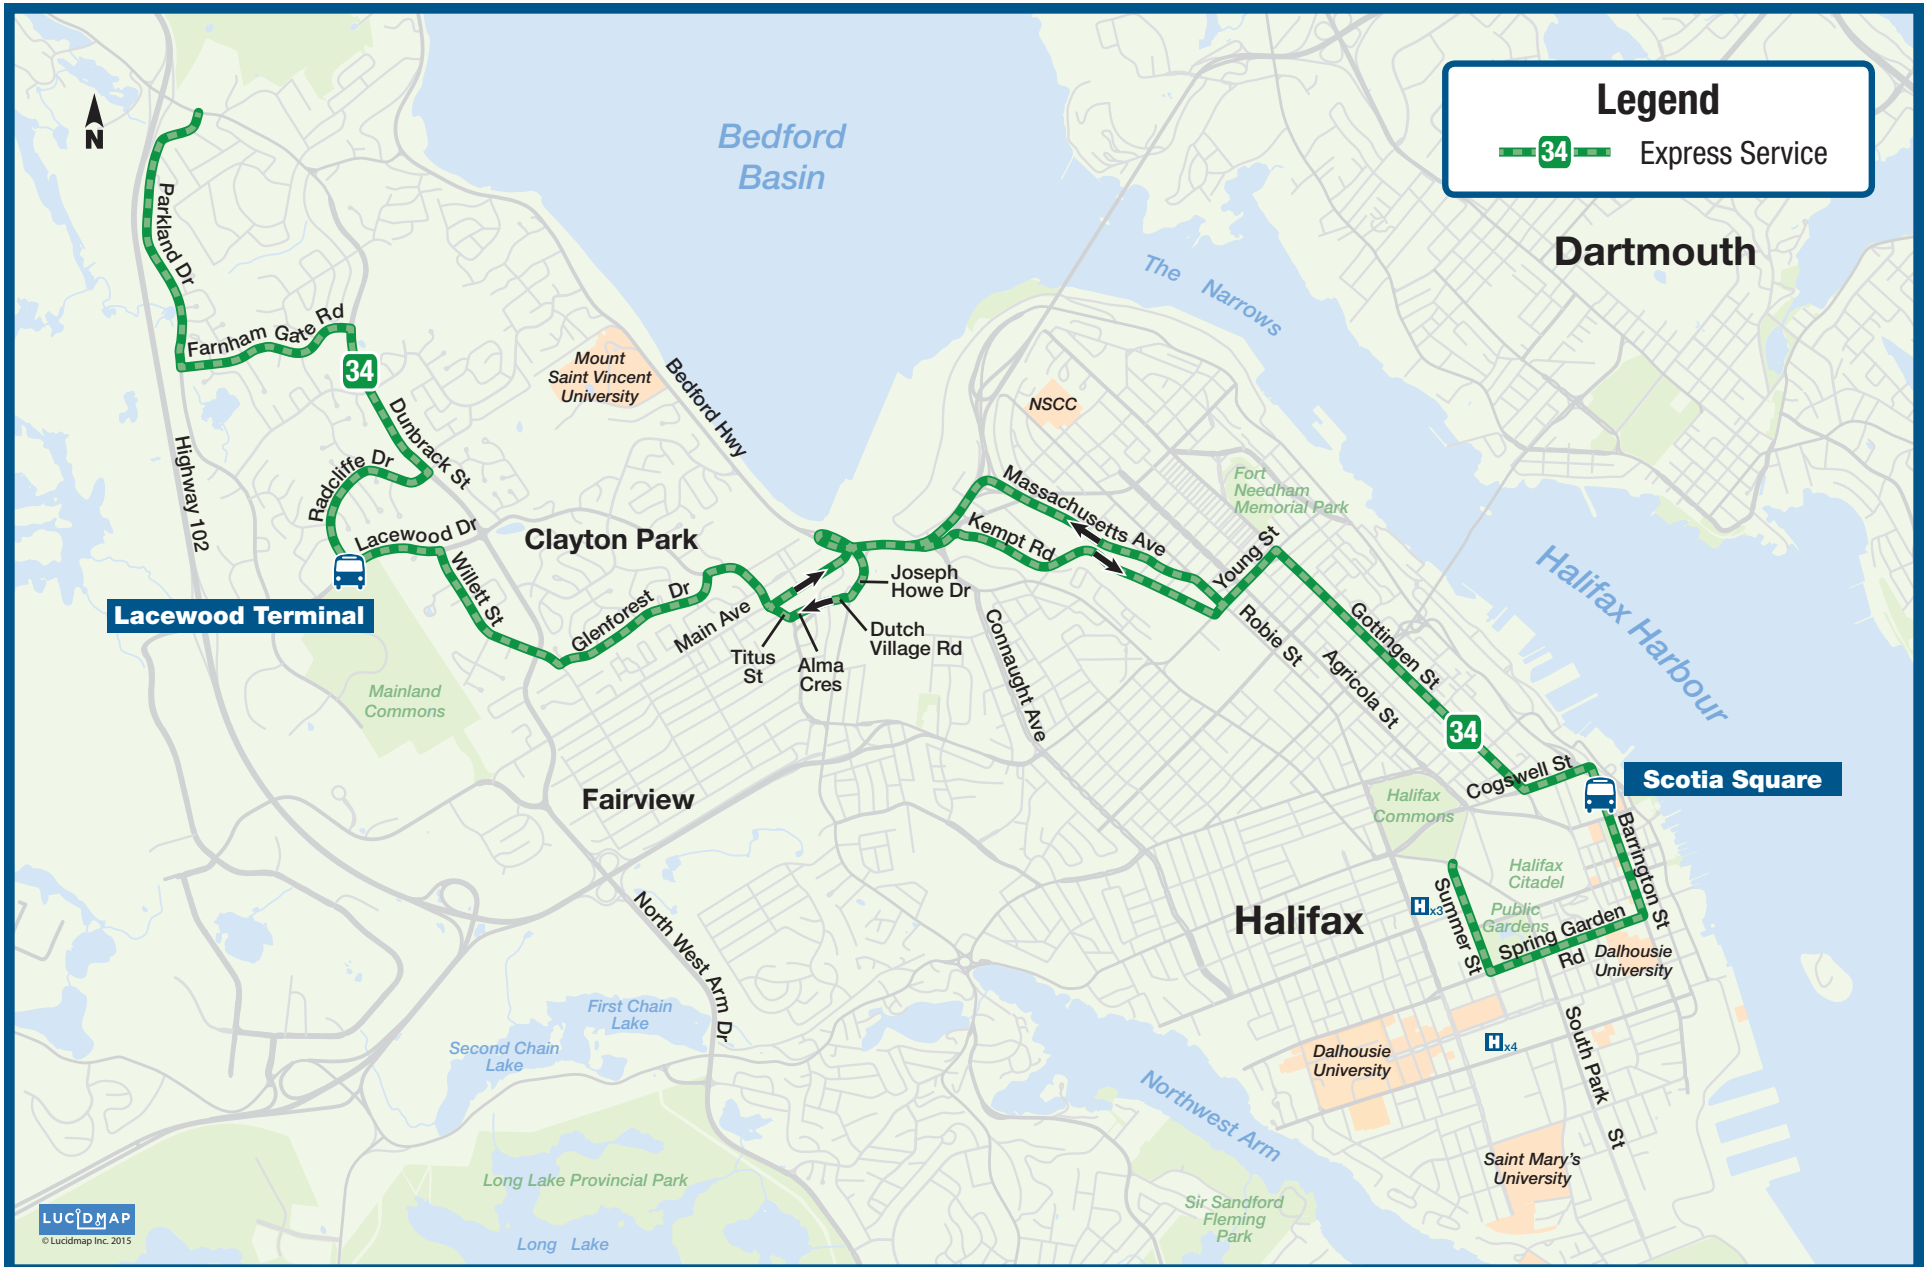 Legend
34
Express Service
N
Bedford
Basin
The Narrows
Dartmouth
Parkland Dr
Farnham Gate Rd
34
Mount
Saint Vincent
University
Bedford Hwy
NSCC
Dunbrack St
Highway 102
Radcliffe Dr
Lacewood Dr
Clayton Park
Massachusetts Ave
Kempt Rd
Fort
Needham
Memorial Park
Young St
Halifax Harbour
Lacewood Terminal
Willett St
Glenforest Dr
Main Ave
Joseph
Howe Dr
Dutch
Village Rd
Titus
St
Alma
Cres
Connaught Ave
Robie St
Agricola St
Gottingen St
34
Mainland
Commons
Fairview
Cogswell St
Scotia Square
Halifax
Commons
Barrington St
Halifax
Citadel
Public
Gardens
Summer St
Hx3
Spring Garden
Rd
Halifax
Dalhousie
University
North West Arm Dr
First Chain
Lake
Second Chain
Lake
Dalhousie
University
Hx4
South Park St
Northwest Arm
Saint Mary's
University
Long Lake Provincial Park
Sir Sandford
Fleming
Park
Long Lake
LUCIDMAP
© Lucidmap Inc. 2015